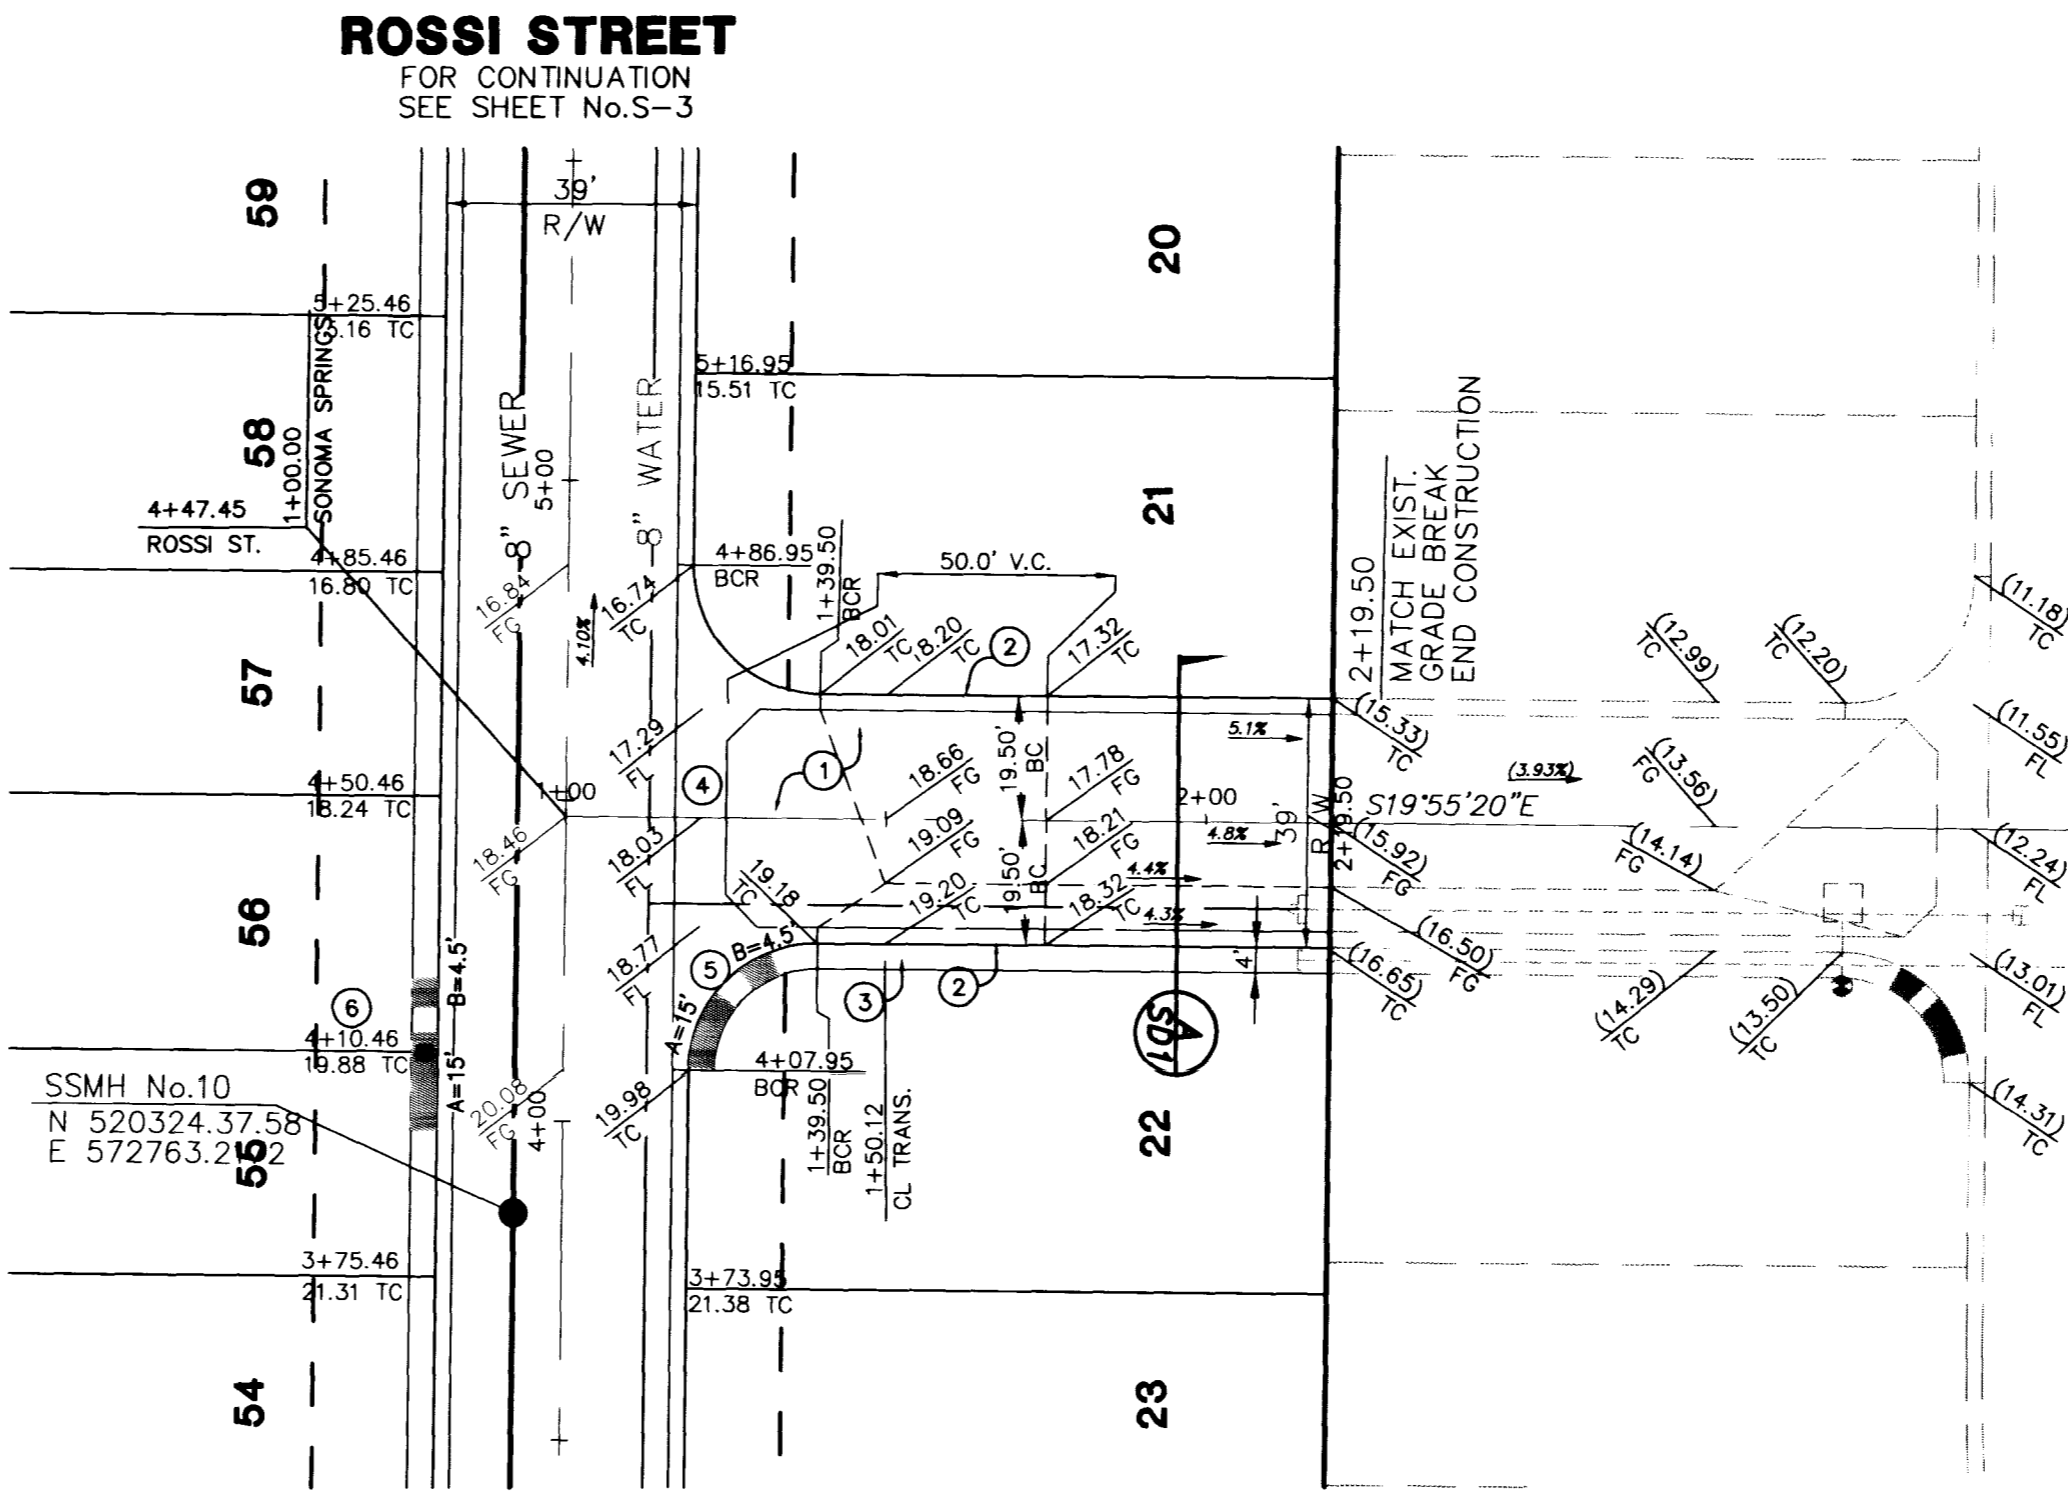 ROSSI STREET
FOR CONTINUATION
SEE SHEET No.S-3
59
39'
R/W
20
5+25.46
5.16 TC
SONOMA SPRINGS
1+00.00
58
4+47.45
ROSSI ST.
8" SEWER
5+00
8" WATER
5+16.95
15.51 TC
21
4+85.46
16.80 TC
16.84
FG
4.10%
16.74
TC
4+86.95
BCR
1+39.50
BCR
50.0' V.C.
18.01
TC
18.20
TC
2
17.32
TC
2+19.50
MATCH EXIST.
GRADE BREAK
END CONSTRUCTION
(12.99)
TC
(12.20)
TC
(11.18)
TC
57
17.29
FL
4
1
18.66
FG
19.50'
BC
17.78
FG
5.1%
(15.33)
TC
(3.93%)
(13.56)
FG
(11.55)
FL
4+50.46
18.24 TC
1+00
18.46
FG
18.03
FL
19.09
FG
18.21
FG
2+00
4.8%
39'
R/W
2+19.50
S19°55'20"E
(15.92)
FG
(14.14)
FG
(12.24)
FL
56
19.18
TC
19.20
TC
19.50'
BC.
18.32
TC
4.4%
4.3%
(16.50)
FG
(16.65)
TC
4'
18.77
FL
5
B=4.5'
A=15'
3
2
A
SD1
(14.29)
TC
(13.50)
TC
(13.01)
FL
(14.31)
TC
6
B=4.5'
A=15'
4+10.46
19.88 TC
SSMH No.10
N 520324.37.58
E 572763.2
55
20.08
FG
4+00
19.98
TC
4+07.95
BCR
1+39.50
BCR
1+50.12
CL TRANS.
22
3+75.46
21.31 TC
3+73.95
21.38 TC
54
23